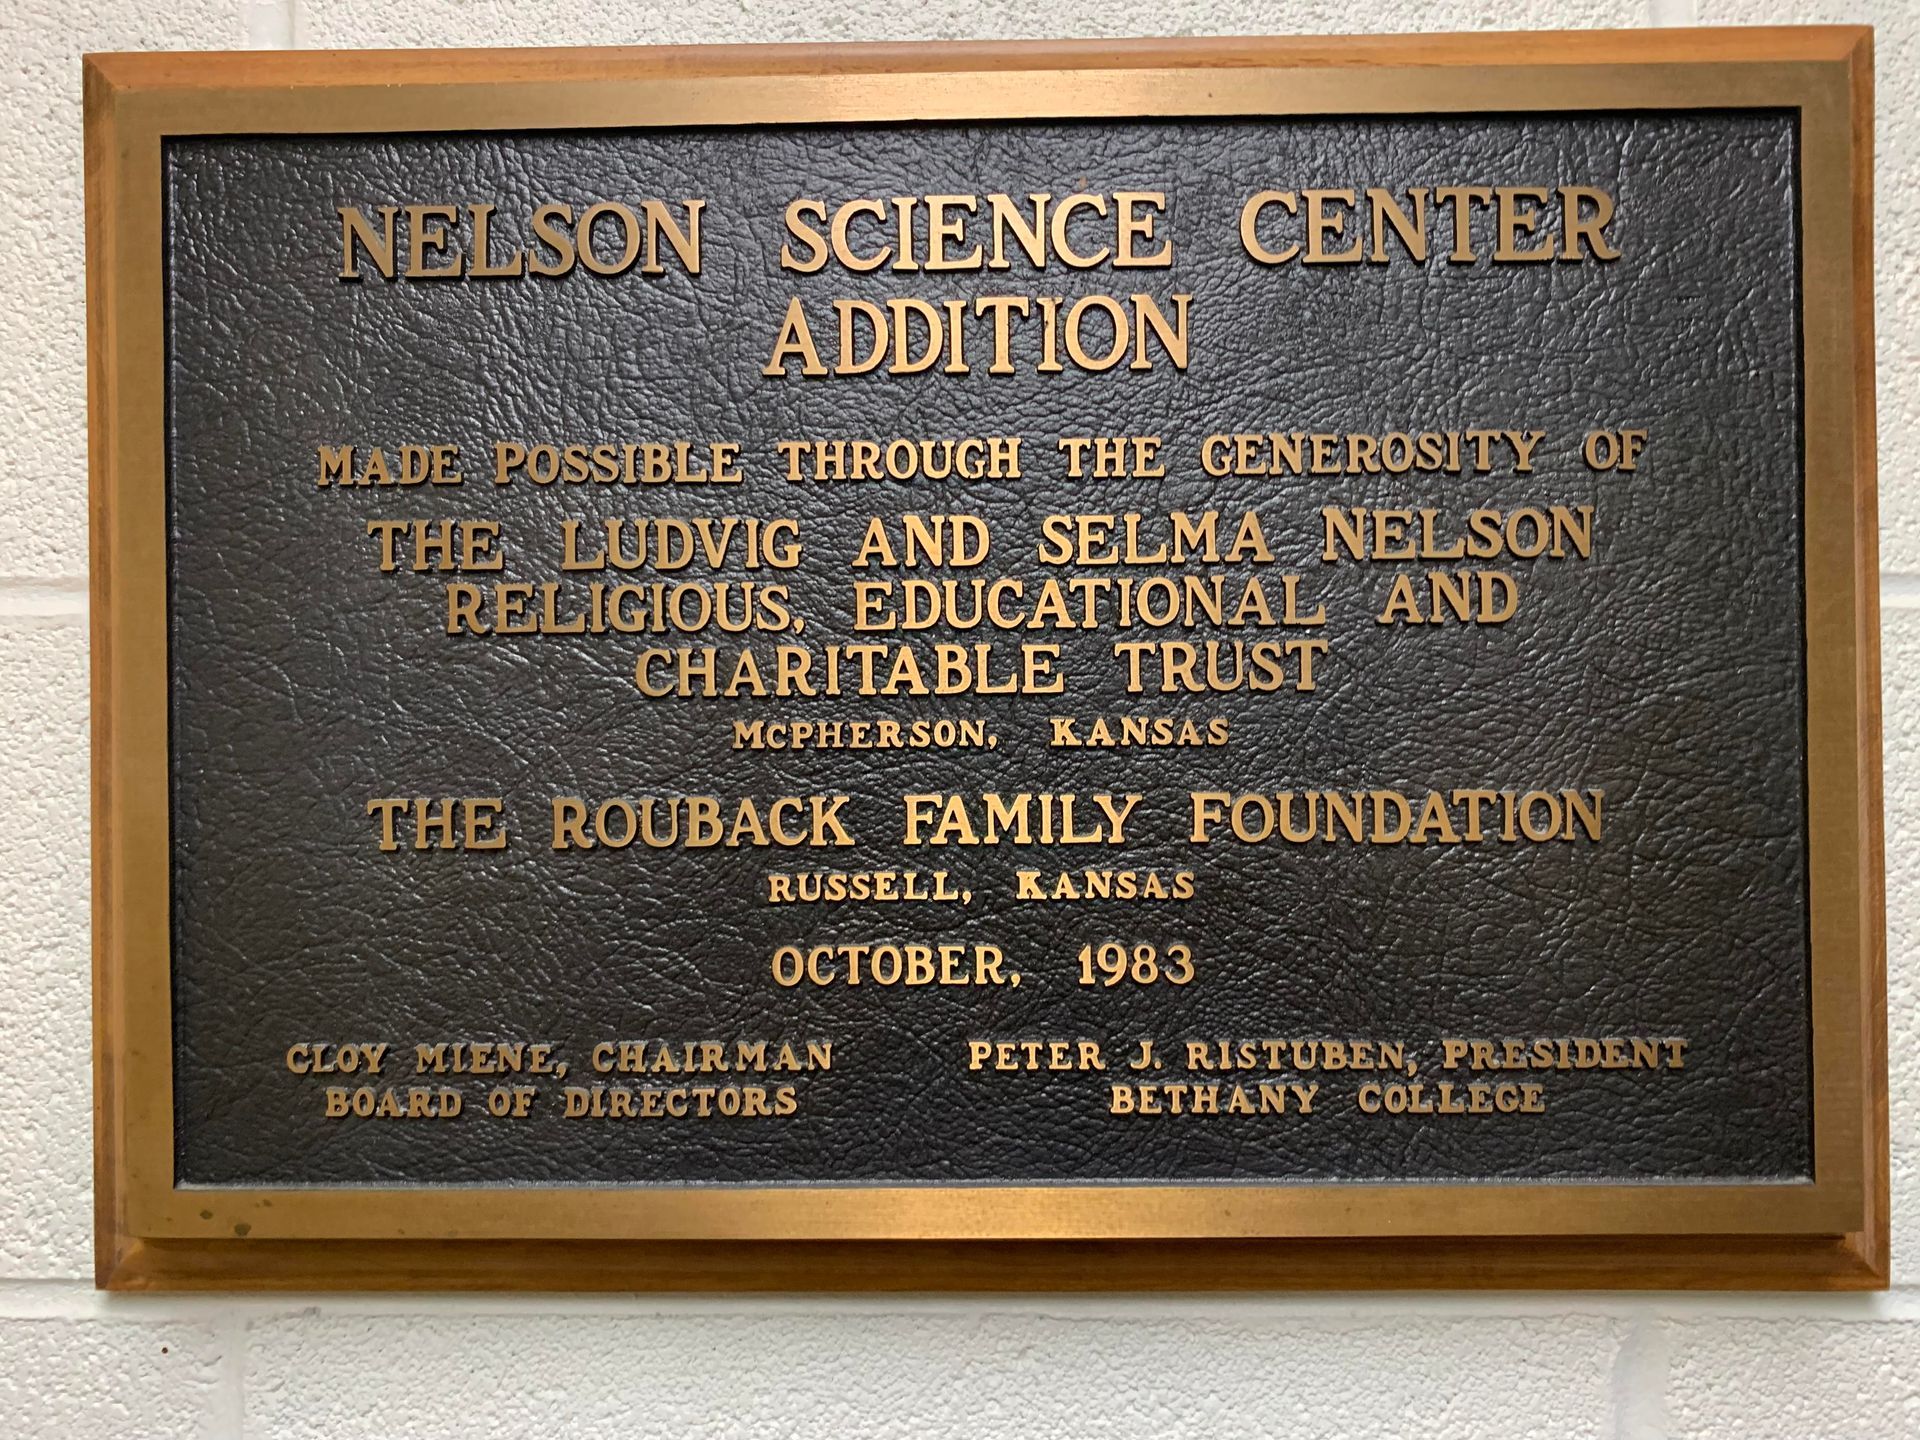 NELSON SCIENCE CENTER
ADDITION
MADE POSSIBLE THROUGH THE GENEROSITY OF
THE LUDVIG AND SELMA NELSON
RELIGIOUS, EDUCATIONAL AND
CHARITABLE TRUST
MCPHERSON, KANSAS
THE ROUBACK FAMILY FOUNDATION
RUSSELL, KANSAS
OCTOBER, 1983
CLOY MIENE, CHAIRMAN
BOARD OF DIRECTORS
PETER J. RISTUBEN, PRESIDENT
BETHANY COLLEGE